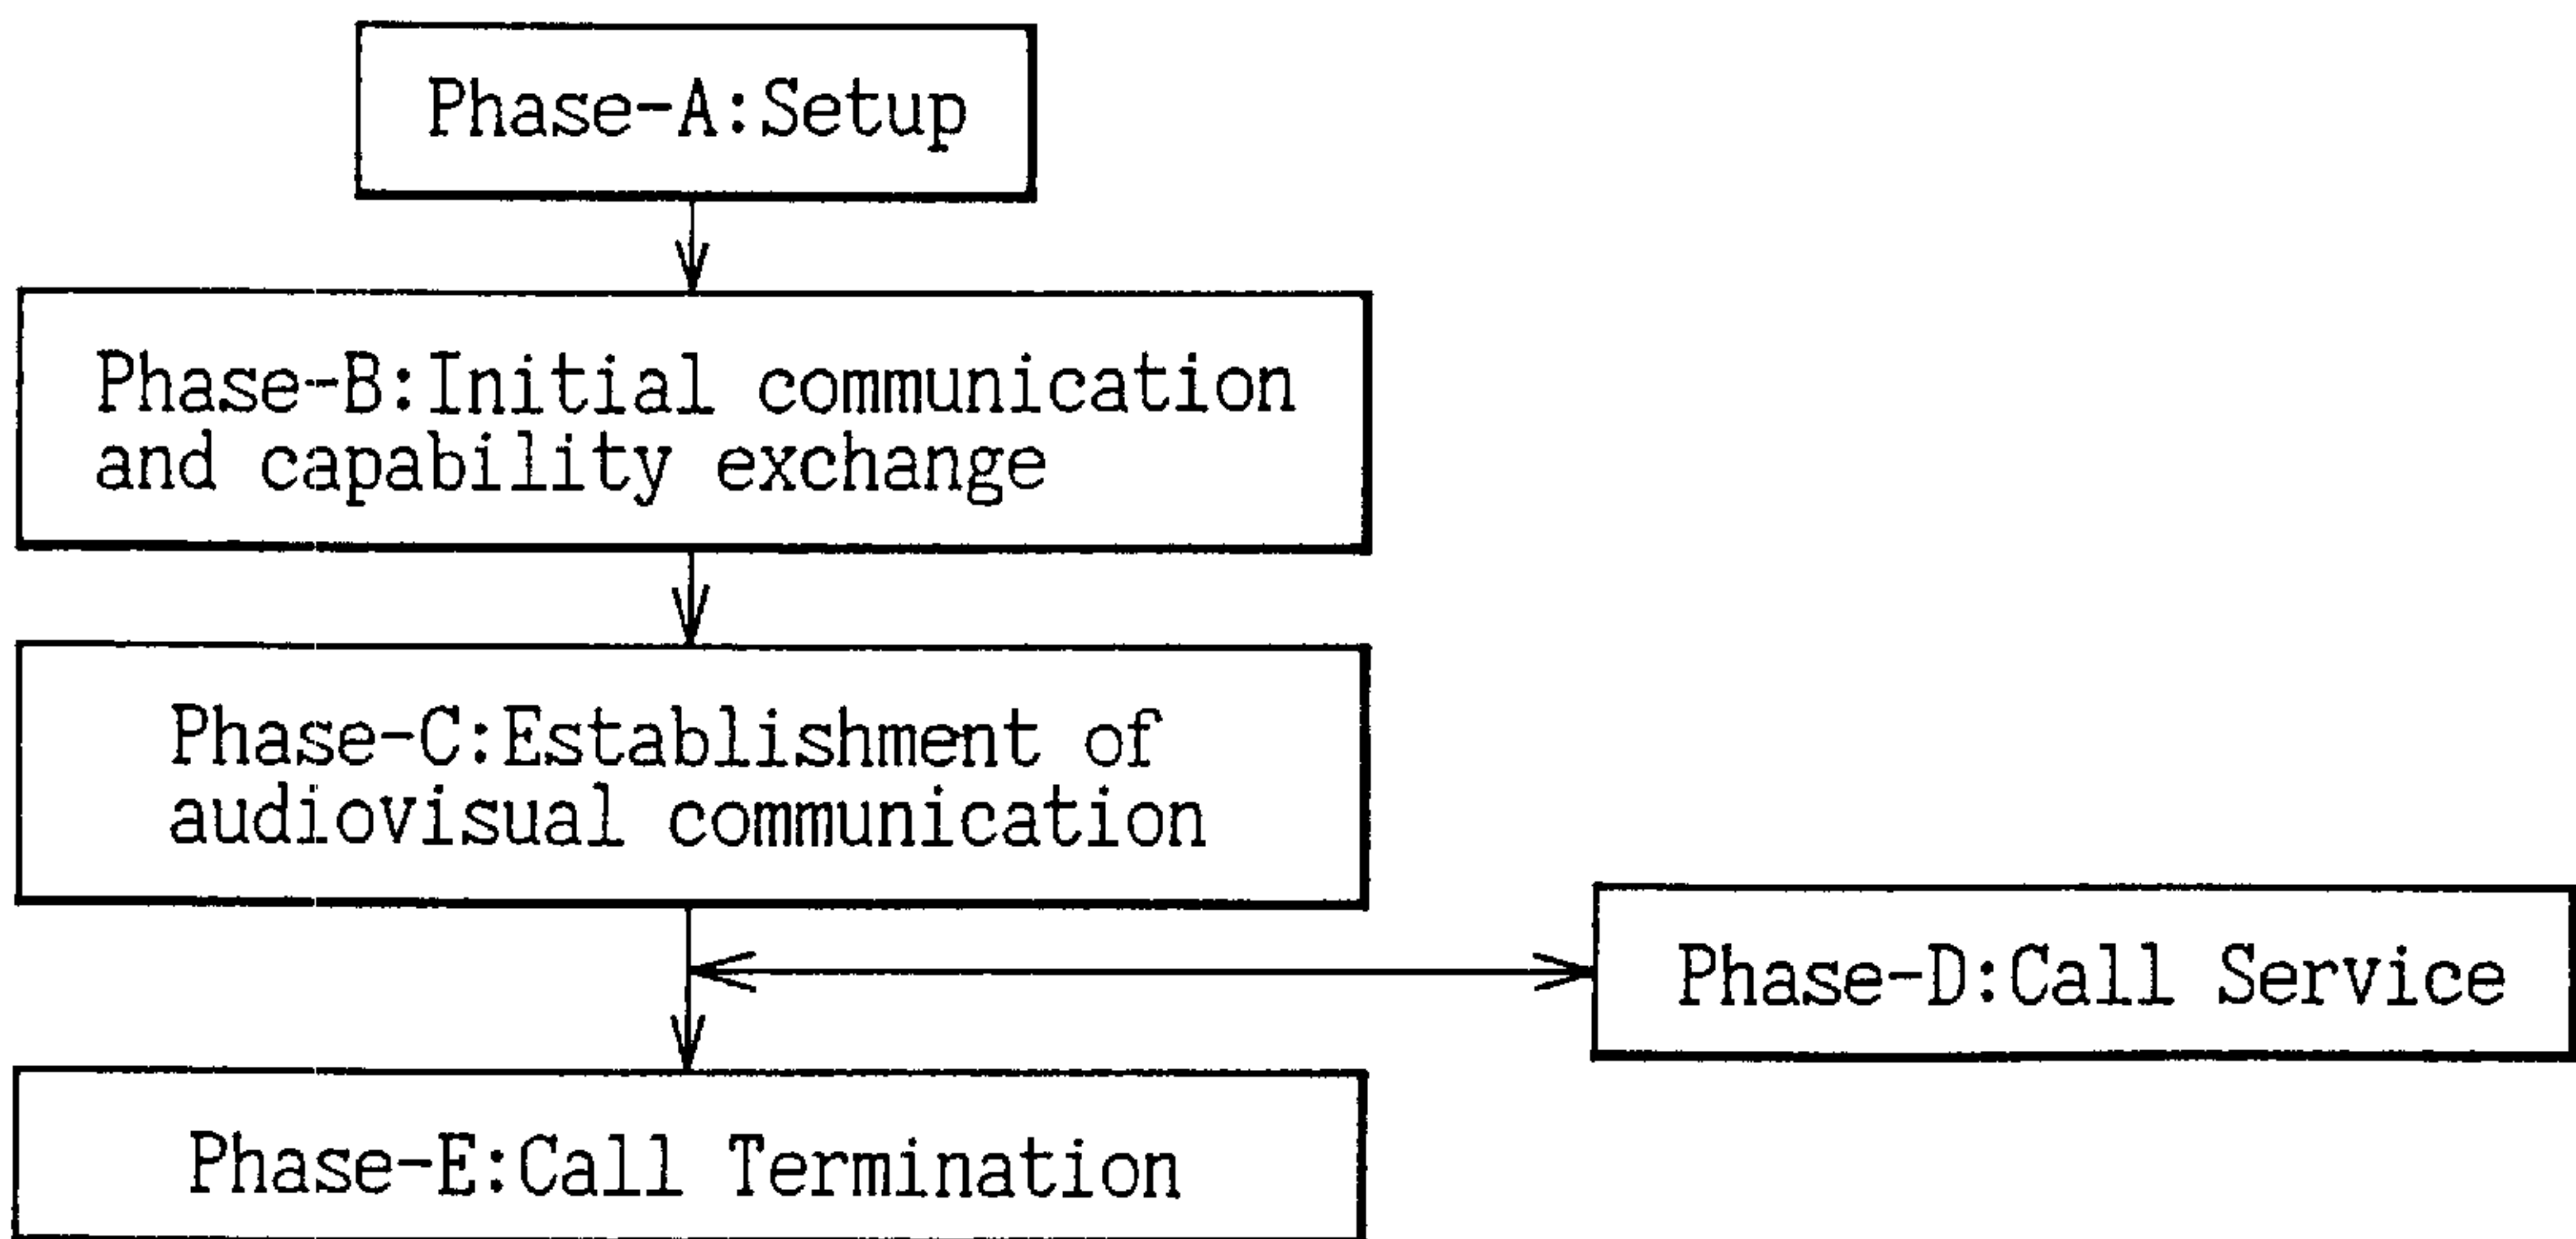 Phase-A:Setup
Phase-B:Initial communication
and capability exchange
Phase-C:Establishment of
audiovisual communication
Phase-D:Call Service
Phase-E:Call Termination